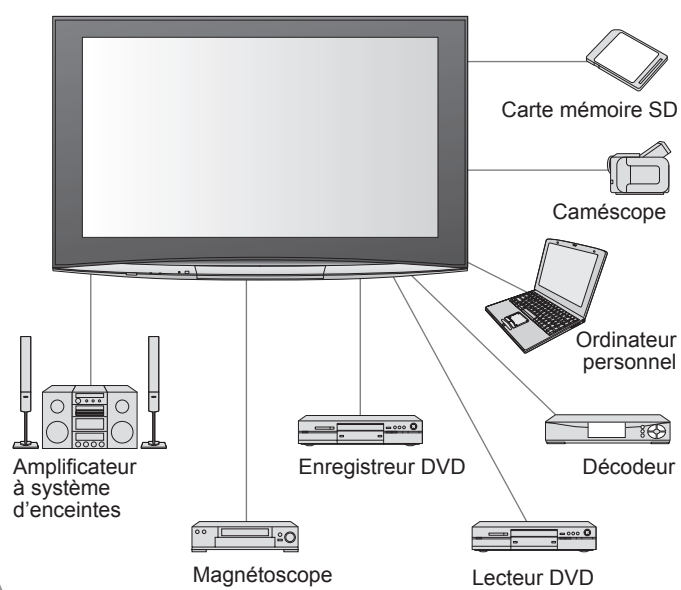 Carte mémoire SD
Caméscope
Ordinateur
personnel
Amplificateur
à système
d'enceintes
Enregistreur DVD
Décodeur
Magnétoscope
Lecteur DVD